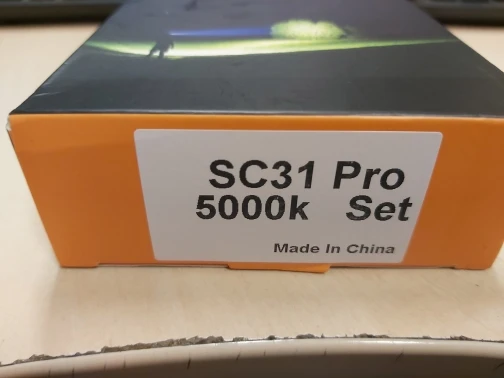 SC31 Pro
5000k Set
Made In China